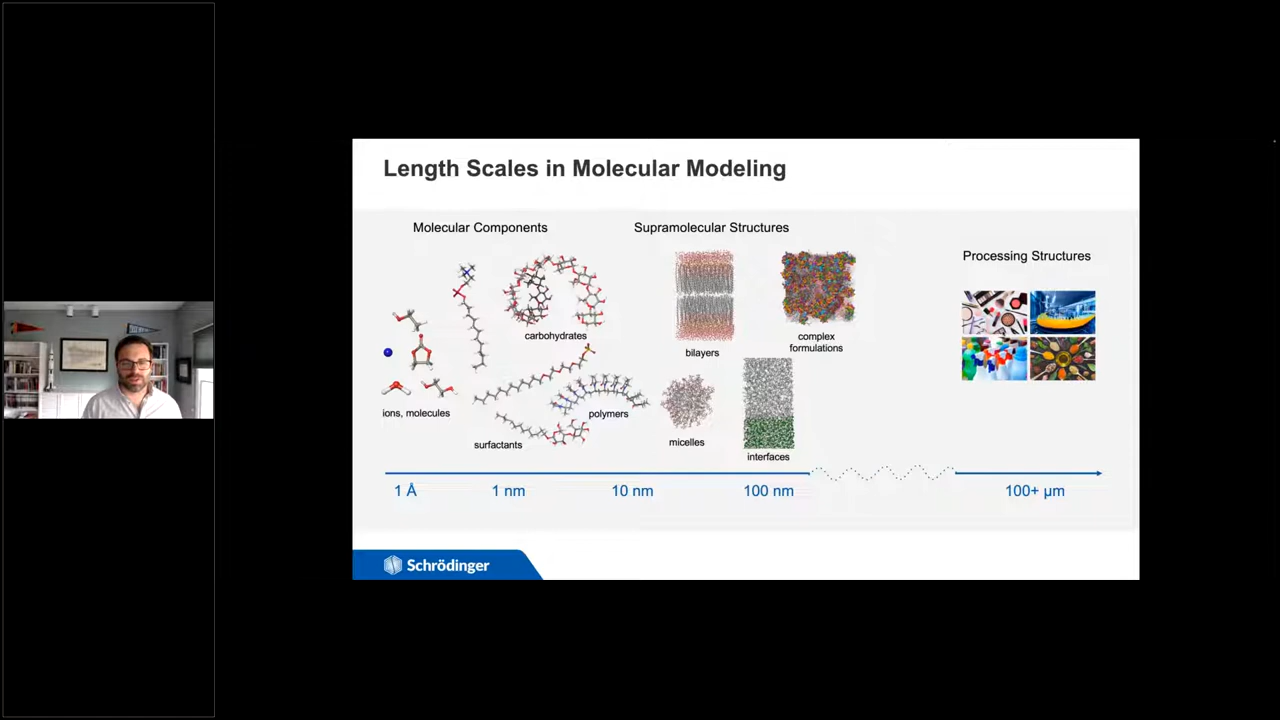 Length Scales in Molecular Modeling
Molecular Components
Supramolecular Structures
Processing Structures
carbohydrates
bilayers
complex
formulations
ions, molecules
polymers
surfactants
micelles
interfaces
1 Å
1 nm
10 nm
100 nm
100+ µm
Schrödinger